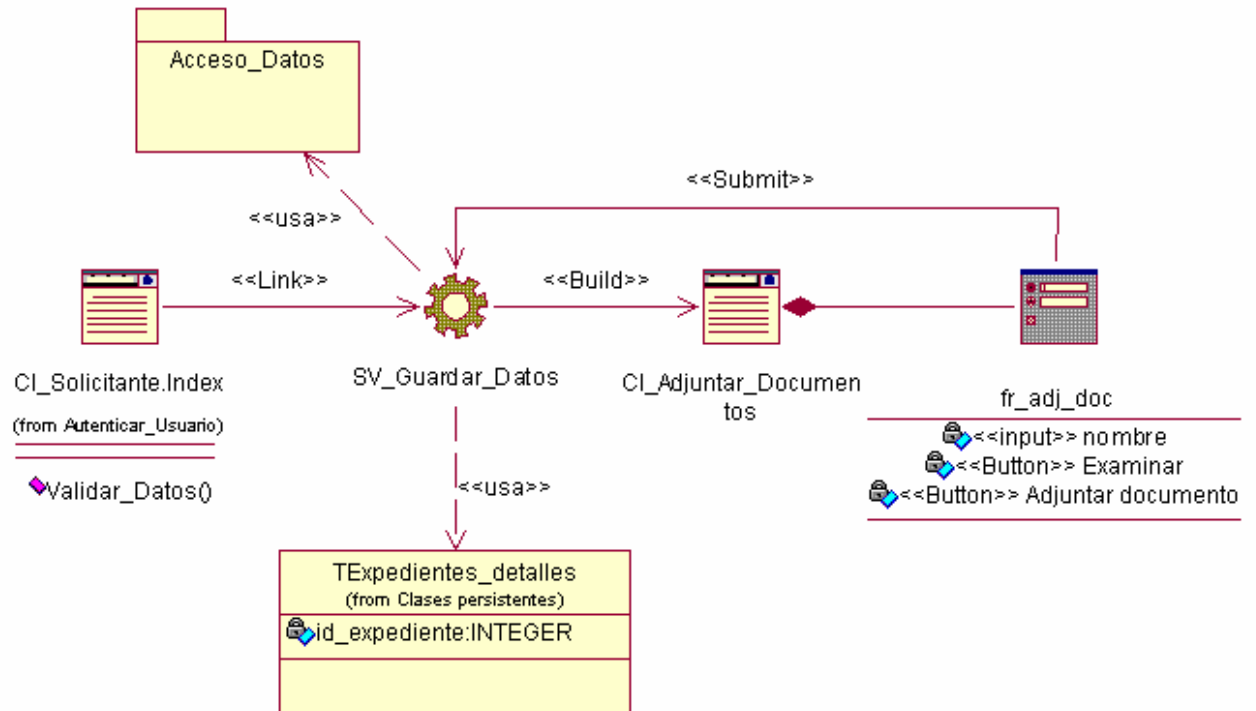 Acceso_Datos
<<Submit>>
<<usa>>
<<Link>>
<<Build>>
CI_Solicitante.Index
(from Autenticar_Usuario)
Validar_Datos()
SV_Guardar_Datos
CI_Adjuntar_Documen
tos
fr_adj_doc
<<input>> nombre
<<Button>> Examinar
<<Button>> Adjuntar documento
<<usa>>
TExpedientes_detalles
(from Clases persistentes)
id_expediente:INTEGER